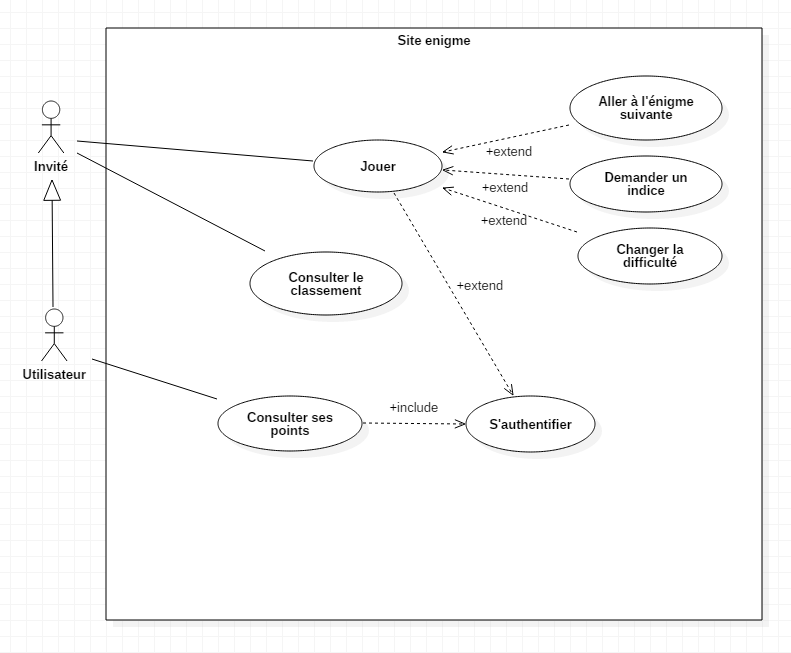 Site enigme
Aller à l'énigme
suivante
+extend
Invité
Jouer
Demander un
indice
+extend
+extend
Changer la
difficulté
Consulter le
classement
+extend
Utilisateur
+include
Consulter ses
points
S'authentifier